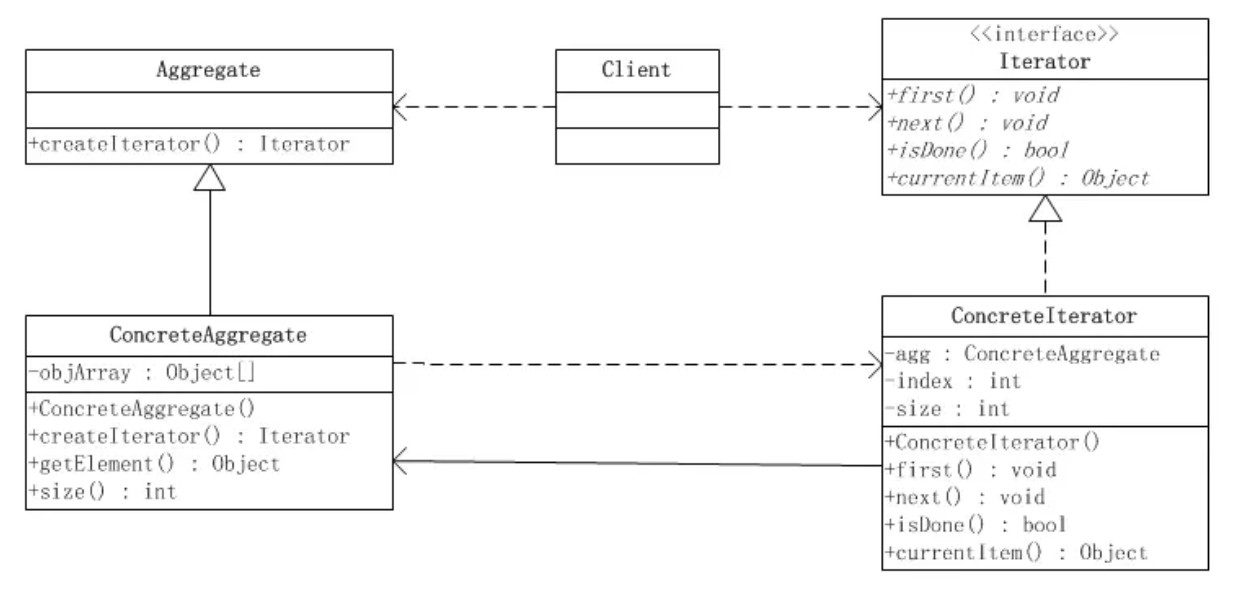 Aggregate
+createIterator() : Iterator
Client
<<interface>>
Iterator
+first() : void
+next() : void
+isDone() : bool
+currentItem() : Object
ConcreteAggregate
-objArray : Object[]
+ConcreteAggregate()
+createIterator() : Iterator
+getElement() : Object
+size() : int
ConcreteIterator
-agg : ConcreteAggregate
-index : int
-size : int
+ConcreteIterator()
+first() : void
+next() : void
+isDone() : bool
+currentItem() : Object